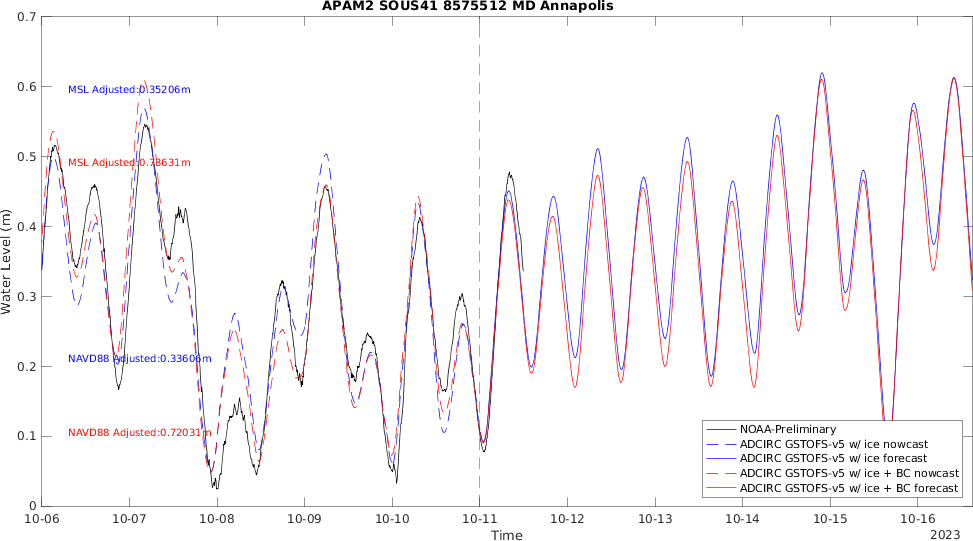 APAM2 SOUS41 8575512 MD Annapolis
0.7
0.6
0.5
0.4
0.3
0.2
0.1
0
Water Level (m)
MSL Adjusted:0.35206m
MSL Adjusted:0.73631m
NAVD88 Adjusted:0.33606m
NAVD88 Adjusted:0.72031m
NOAA-Preliminary
ADCIRC GSTOFS-v5 w/ ice nowcast
ADCIRC GSTOFS-v5 w/ ice forecast
ADCIRC GSTOFS-v5 w/ ice + BC nowcast
ADCIRC GSTOFS-v5 w/ ice + BC forecast
10-06 10-07 10-08 10-09 10-10 10-11 10-12 10-13 10-14 10-15 10-16
Time
2023